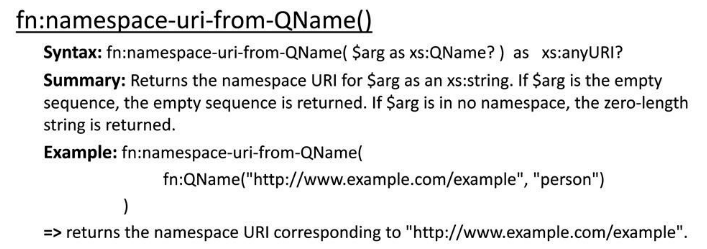 fn:namespace-uri-from-QName()
Syntax: fn:namespace-uri-from-QName( $arg as xs:QName? ) as xs:anyURI?
Summary: Returns the namespace URI for $arg as an xs:string. If $arg is the empty
sequence, the empty sequence is returned. If $arg is in no namespace, the zero-length
string is returned.
Example: fn:namespace-uri-from-QName(
fn:QName("http://www.example.com/example", "person")
)
=> returns the namespace URI corresponding to "http://www.example.com/example".